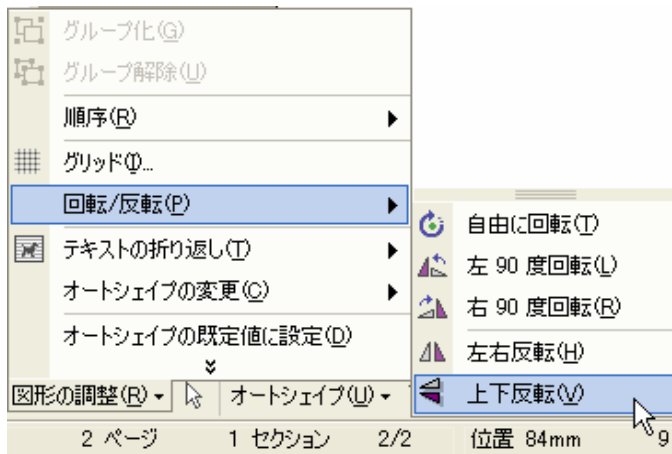 グループ化(G)
グループ解除(U)
順序(R)
グリッド(I)...
回転/反転(P)
テキストの折り返し(T)
オートシェイプの変更(C)
オートシェイプの既定値に設定(D)
自由に回転(T)
左 90 度回転(L)
右 90 度回転(R)
左右反転(H)
上下反転(V)
図形の調整(R) オートシェイプ(U)
2 ページ 1 セクション 2/2 位置 84mm 9